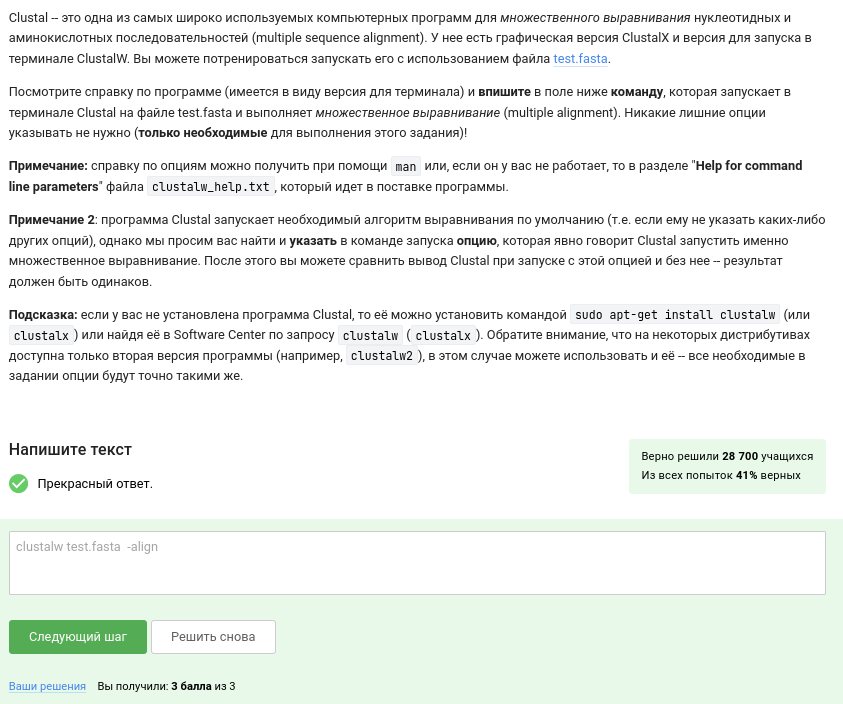 Clustal – это одна из самых широко используемых компьютерных программ для множественного выравнивания нуклеотидных и
аминокислотных последовательностей (multiple sequence alignment). У нее есть графическая версия ClustalX и версия для запуска в
терминале ClustalW. Вы можете потренироваться запускать его с использованием файла test.fasta.
Посмотрите справку по программе (имеется в виду версия для терминала) и впишите в поле ниже команду, которая запускает в
терминале Clustal на файле test.fasta и выполняет множественное выравнивание (multiple alignment). Никакие лишние опции
указывать не нужно (только необходимые для выполнения этого задания)!
Примечание: справку по опциям можно получить при помощи man или, если он у вас не работает, то в разделе "Help for command
line parameters" файла clustalw_help.txt, который идет в поставке программы.
Примечание 2: программа Clustal запускает необходимый алгоритм выравнивания по умолчанию (т.е. если ему не указать каких-либо
других опций), однако мы просим вас найти и указать в команде запуска опцию, которая явно говорит Clustal запустить именно
множественное выравнивание. После этого вы можете сравнить вывод Clustal при запуске с этой опцией и без нее – результат
должен быть одинаков.
Подсказка: если у вас не установлена программа Clustal, то её можно установить командой sudo apt-get install clustalw (или
clustalx) или найдя её в Software Center по запросу clustalw (clustalx). Обратите внимание, что на некоторых дистрибутивах
доступна только вторая версия программы (например, clustalw2), в этом случае можете использовать и её – все необходимые в
задании опции будут точно такими же.
Напишите текст
Верно решили 28 700 учащихся
Из всех попыток 41% верных
Прекрасный ответ.
clustalw test.fasta  -align
Следующий шаг
Решить снова
Ваши решения Вы получили: 3 балла из 3